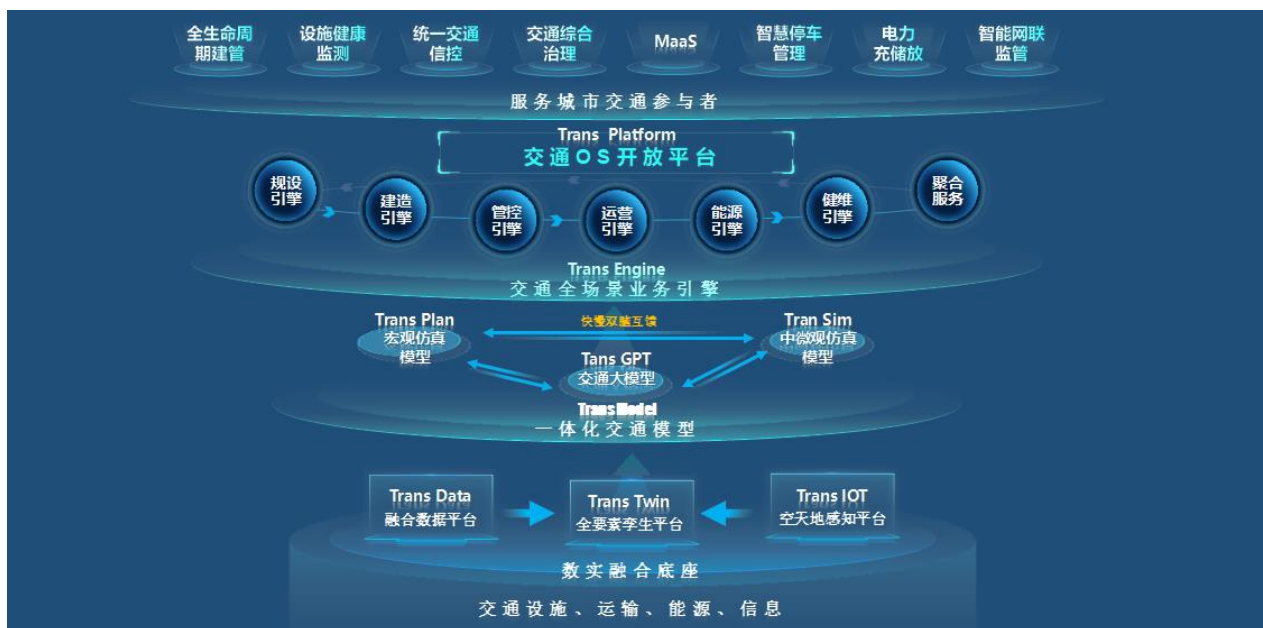 全生命周
期建管
设施健康
监测
统一交通
信控
交通综合
治理
MaaS
智慧停车
管理
电力
充储放
智能网联
监管
服务城市交通参与者
Trans Platform
交通OS开放平台
规设
引擎
建造
引擎
管控
引擎
运营
引擎
能源
引擎
健维
引擎
聚合
服务
Trans Engine
交通全场景业务引擎
Trans Plan
宏观仿真
模型
快慢双脑互馈
Tran Sim
中微观仿真
模型
Tans GPT
交通大模型
Trans Model
一体化交通模型
Trans Data
融合数据平台
Trans Twin
全要素孪生平台
Trans IOT
空天地感知平台
数实融合底座
交通设施、运输、能源、信息